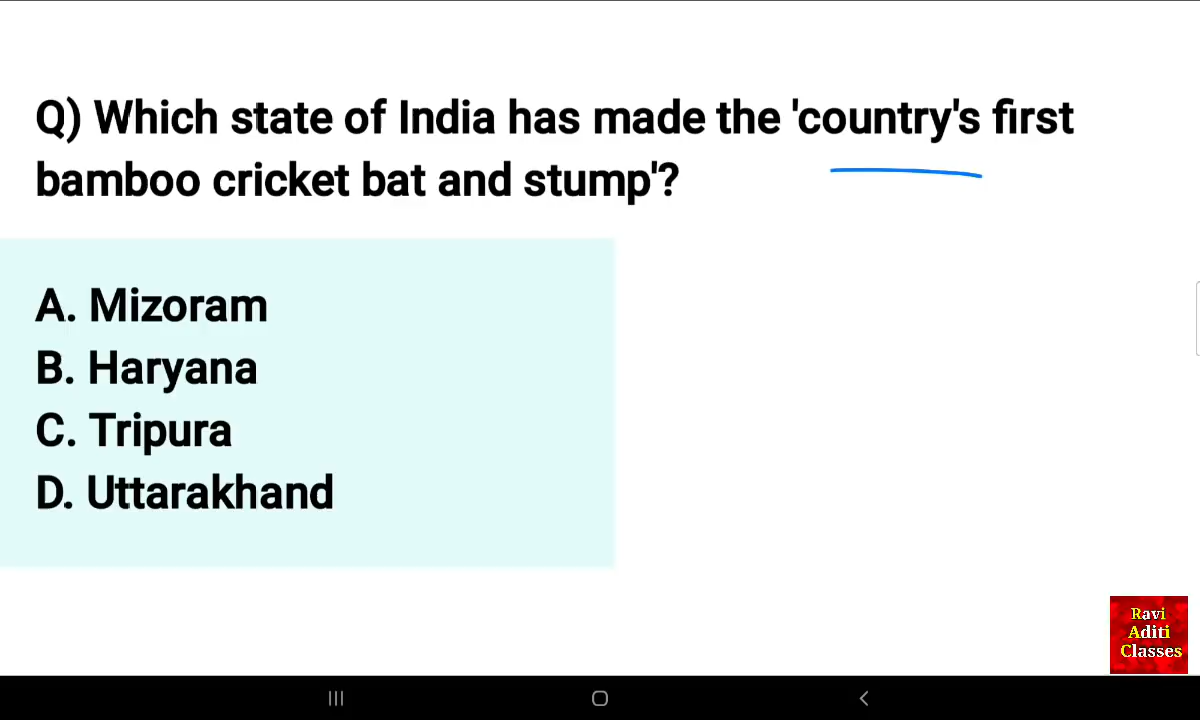 Q) Which state of India has made the 'country's first
bamboo cricket bat and stump'?
A. Mizoram
B. Haryana
C. Tripura
D. Uttarakhand
Ravi
Aditi
Classes